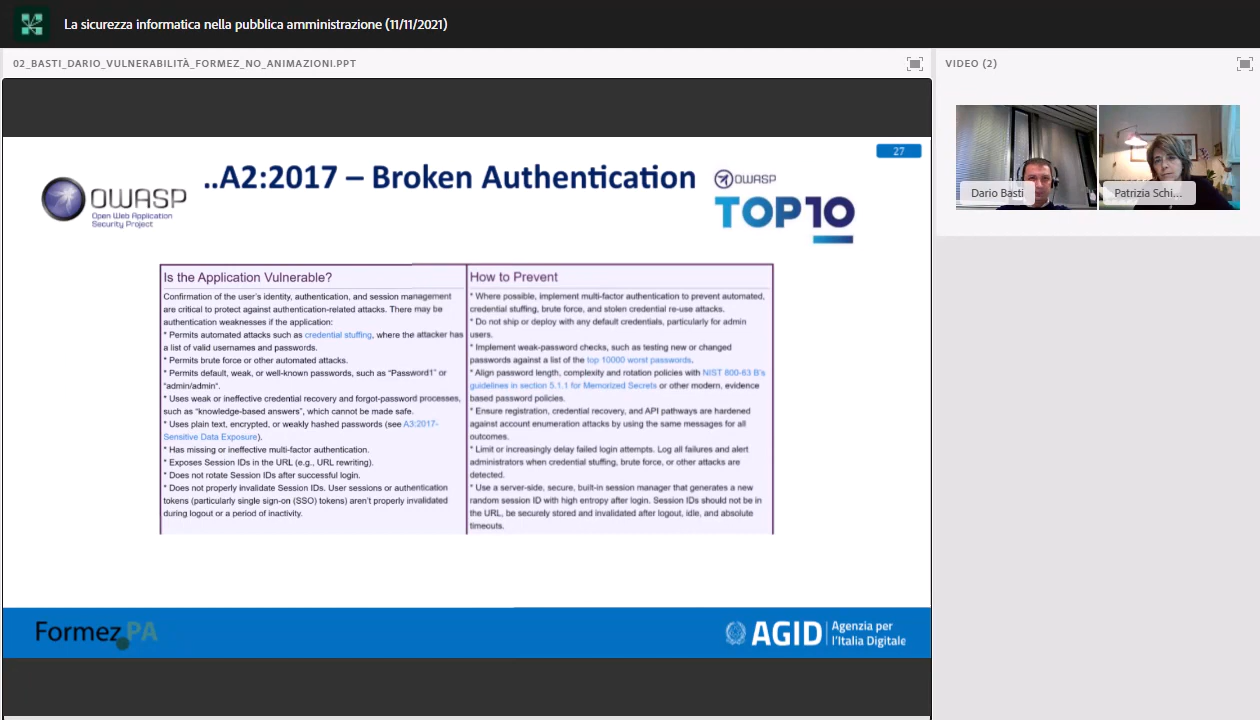 La sicurezza informatica nella pubblica amministrazione (11/11/2021)
02_BASTI_DARIO_VULNERABILITÀ_FORMEZ_NO_ANIMAZIONI.PPT
VIDEO (2)
27
..A2:2017 – Broken Authentication
OWASP
Open Web Application
Security Project
OWASP
TOP10
Is the Application Vulnerable?
Confirmation of the user's identity, authentication, and session management
are critical to protect against authentication-related attacks. There may be
authentication weaknesses if the application:
* Permits automated attacks such as credential stuffing, where the attacker has
a list of valid usernames and passwords.
* Permits brute force or other automated attacks.
* Permits default, weak, or well-known passwords, such as "Password1" or
"admin/admin".
* Uses weak or ineffective credential recovery and forgot-password processes,
such as "knowledge-based answers", which cannot be made safe.
* Uses plain text, encrypted, or weakly hashed passwords (see A3:2017-
Sensitive Data Exposure).
* Has missing or ineffective multi-factor authentication.
* Exposes Session IDs in the URL (e.g., URL rewriting).
* Does not rotate Session IDs after successful login.
* Does not properly invalidate Session IDs. User sessions or authentication
tokens (particularly single sign-on (SSO) tokens) aren't properly invalidated
during logout or a period of inactivity.
How to Prevent
* Where possible, implement multi-factor authentication to prevent automated,
credential stuffing, brute force, and stolen credential re-use attacks.
* Do not ship or deploy with any default credentials, particularly for admin
users.
* Implement weak-password checks, such as testing new or changed
passwords against a list of the top 10000 worst passwords.
* Align password length, complexity and rotation policies with NIST 800-63 B's
guidelines in section 5.1.1 for Memorized Secrets or other modern, evidence
based password policies.
* Ensure registration, credential recovery, and API pathways are hardened
against account enumeration attacks by using the same messages for all
outcomes.
* Limit or increasingly delay failed login attempts. Log all failures and alert
administrators when credential stuffing, brute force, or other attacks are
detected.
* Use a server-side, secure, built-in session manager that generates a new
random session ID with high entropy after login. Session IDs should not be in
the URL, be securely stored and invalidated after logout, idle, and absolute
timeouts.
Formez PA
AGID
Agenzia per
l'Italia Digitale
Dario Basti
Patrizia Schi...